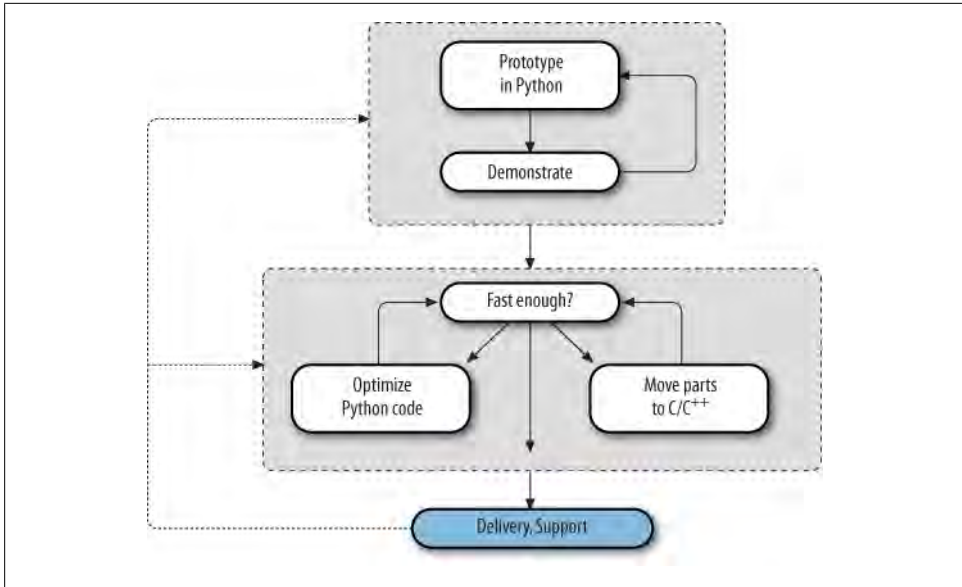 Prototype
in Python
Demonstrate
Fast enough?
Optimize
Python code
Move parts
to C/C++
Delivery, Support